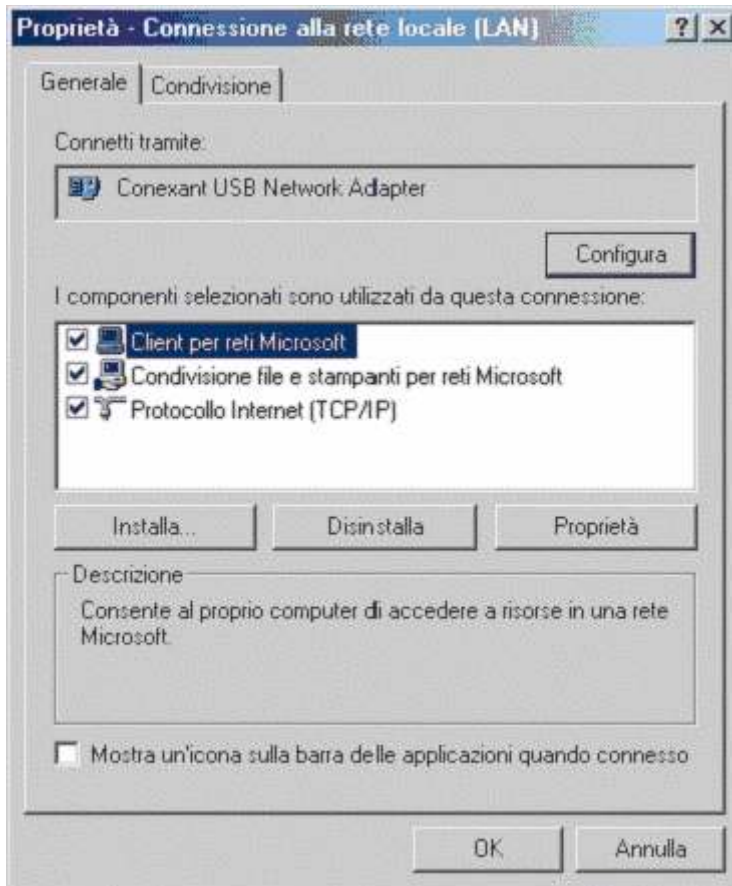 Proprietà - Connessione alla rete locale (LAN)
Generale
Condivisione
Connetti tramite:
Conexant USB Network Adapter
Configura
I componenti selezionati sono utilizzati da questa connessione:
Client per reti Microsoft
Condivisione file e stampanti per reti Microsoft
Protocollo Internet (TCP/IP)
Installa...
Disinstalla
Proprietà
Descrizione
Consente al proprio computer di accedere a risorse in una rete
Microsoft.
Mostra un'icona sulla barra delle applicazioni quando connesso
OK
Annulla